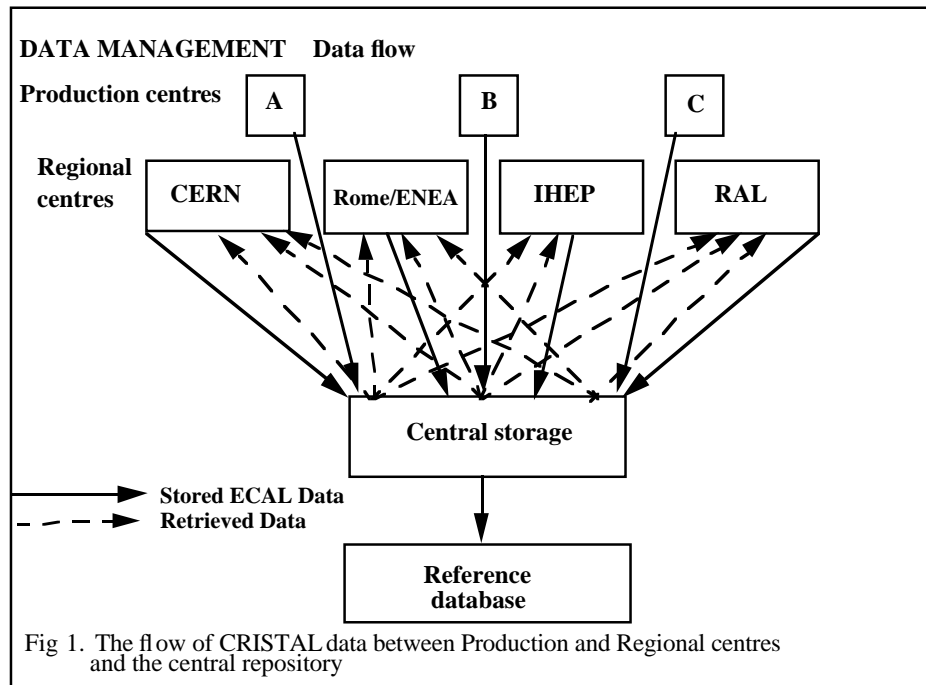 DATA MANAGEMENT Data flow
Production centres
A
B
C
Regional
centres
CERN
Rome/ENEA
IHEP
RAL
Central storage
Stored ECAL Data
Retrieved Data
Reference
database
Fig 1. The flow of CRISTAL data between Production and Regional centres
and the central repository